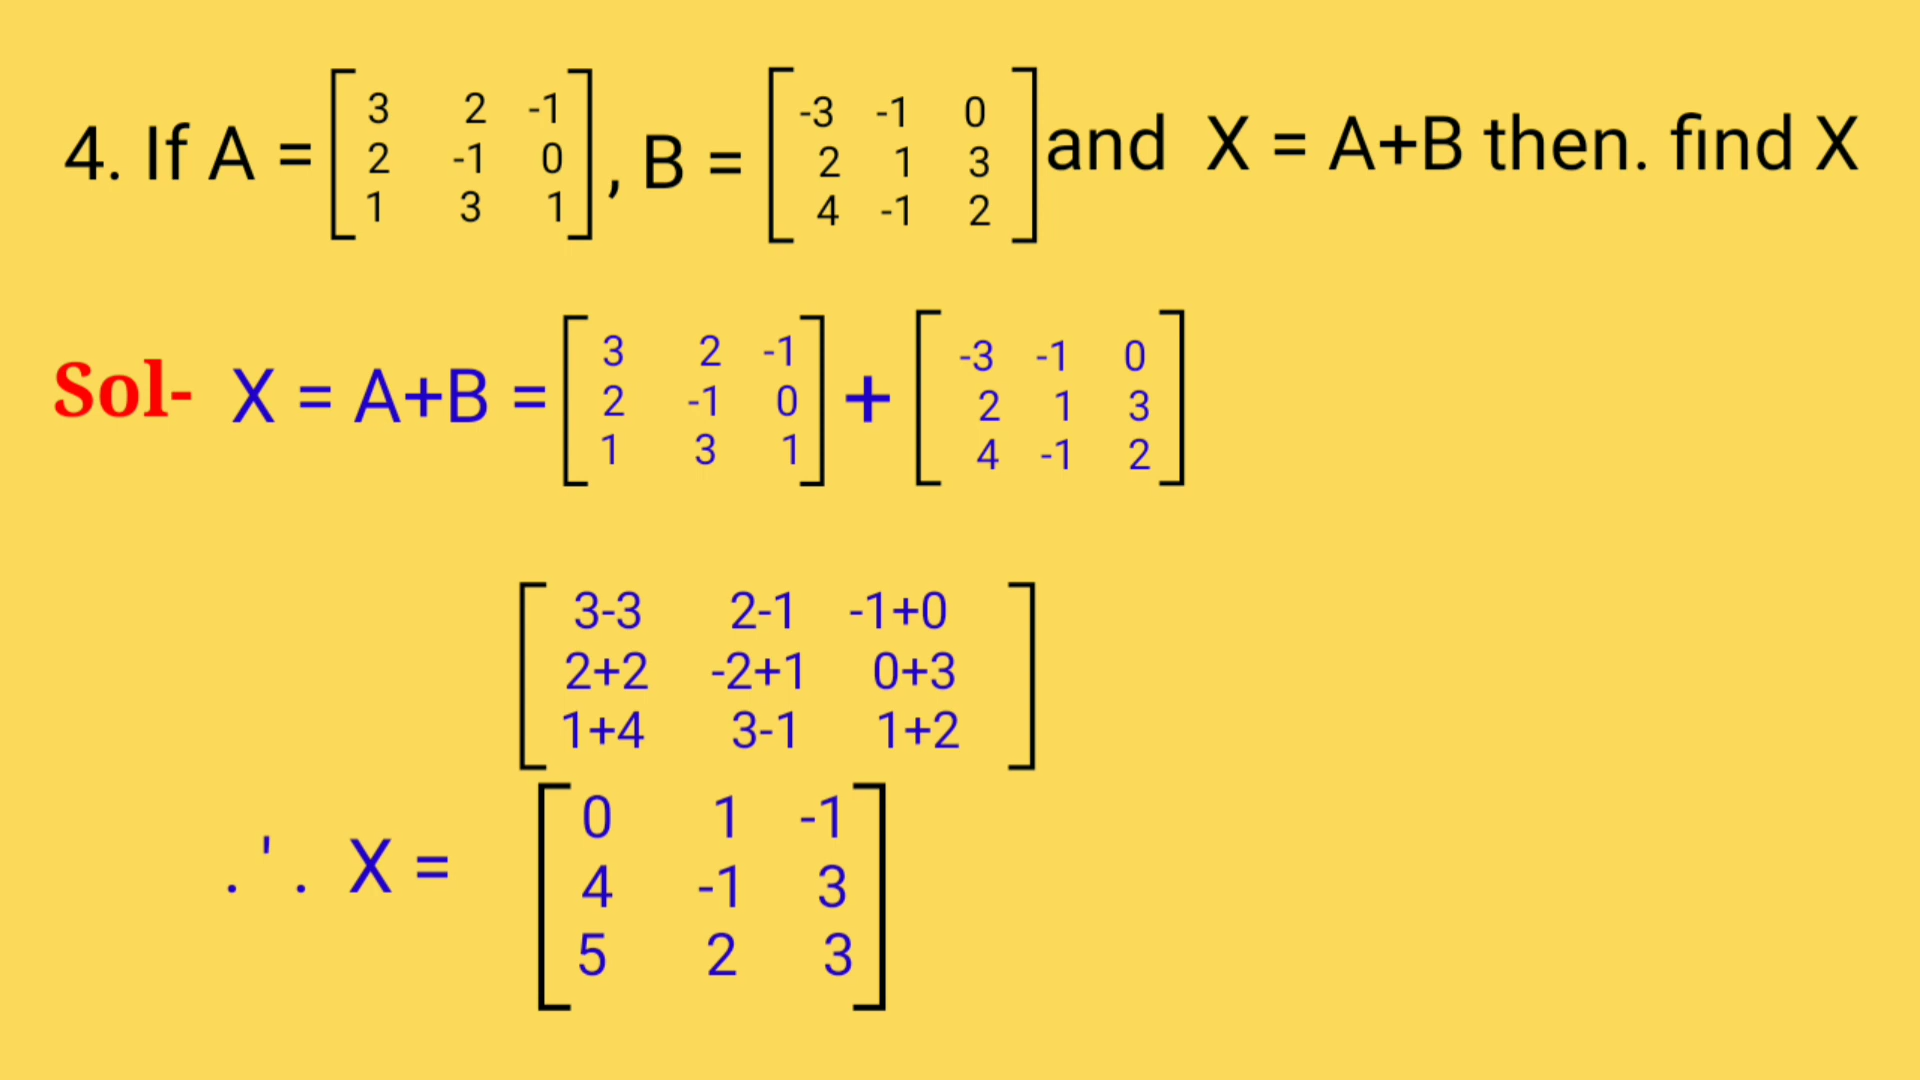 4. If A = [ 3 2 -1 , B = [ -3 -1 0 and X = A+B then. find X
2 -1 0 2 1 3
1 3 1 ] 4 -1 2 ]
Sol- X = A+B = [ 3 2 -1 + [ -3 -1 0
2 -1 0 2 1 3
1 3 1 ] 4 -1 2 ]
[ 3-3 2-1 -1+0
2+2 -2+1 0+3
1+4 3-1 1+2 ]
. ' . X = [ 0 1 -1
4 -1 3
5 2 3 ]